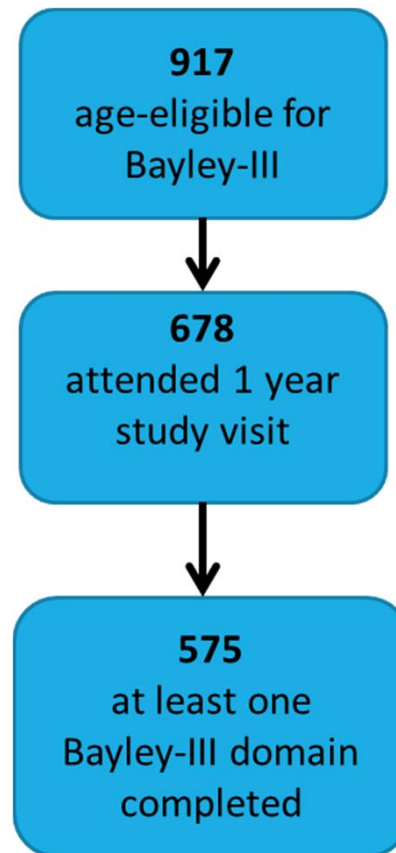 917
age-eligible for
Bayley-III
678
attended 1 year
study visit
575
at least one
Bayley-III domain
completed